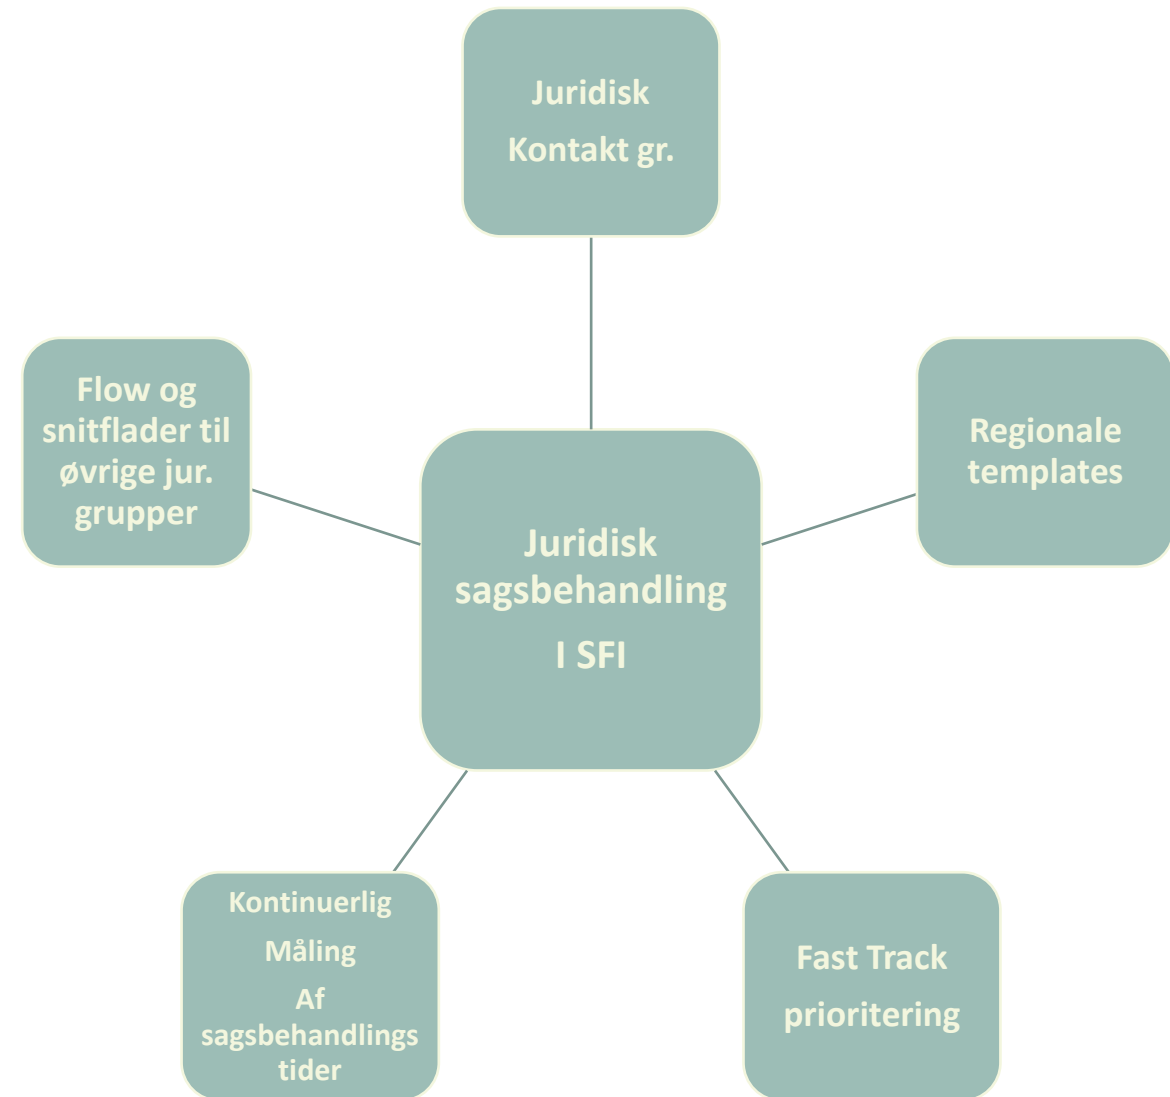 Juridisk
Kontakt gr.
Flow og
snitflader til
øvrige jur.
grupper
Regionale
templates
Juridisk
sagsbehandling
I SFI
Kontinuerlig
Måling
Af
sagsbehandlings
tider
Fast Track
prioritering